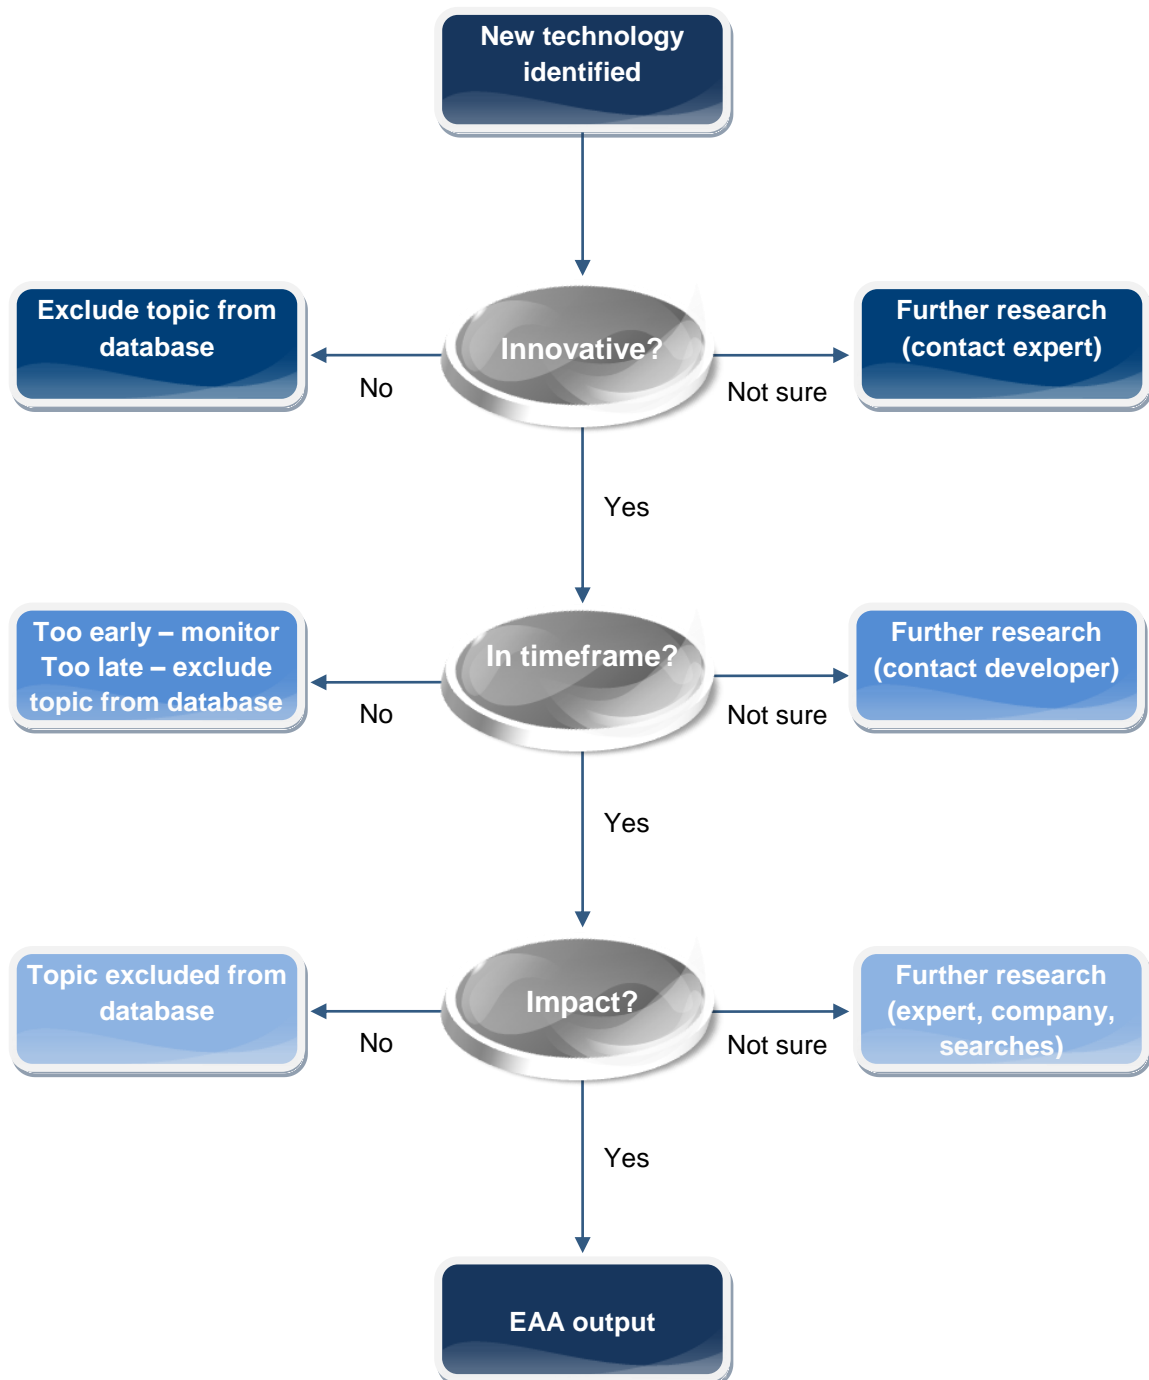 New technology
identified
Exclude topic from
database
Innovative?
Further research
(contact expert)
No
Not sure
Yes
Too early – monitor
Too late – exclude
topic from database
In timeframe?
Further research
(contact developer)
No
Not sure
Yes
Topic excluded from
database
Impact?
Further research
(expert, company,
searches)
No
Not sure
Yes
EAA output